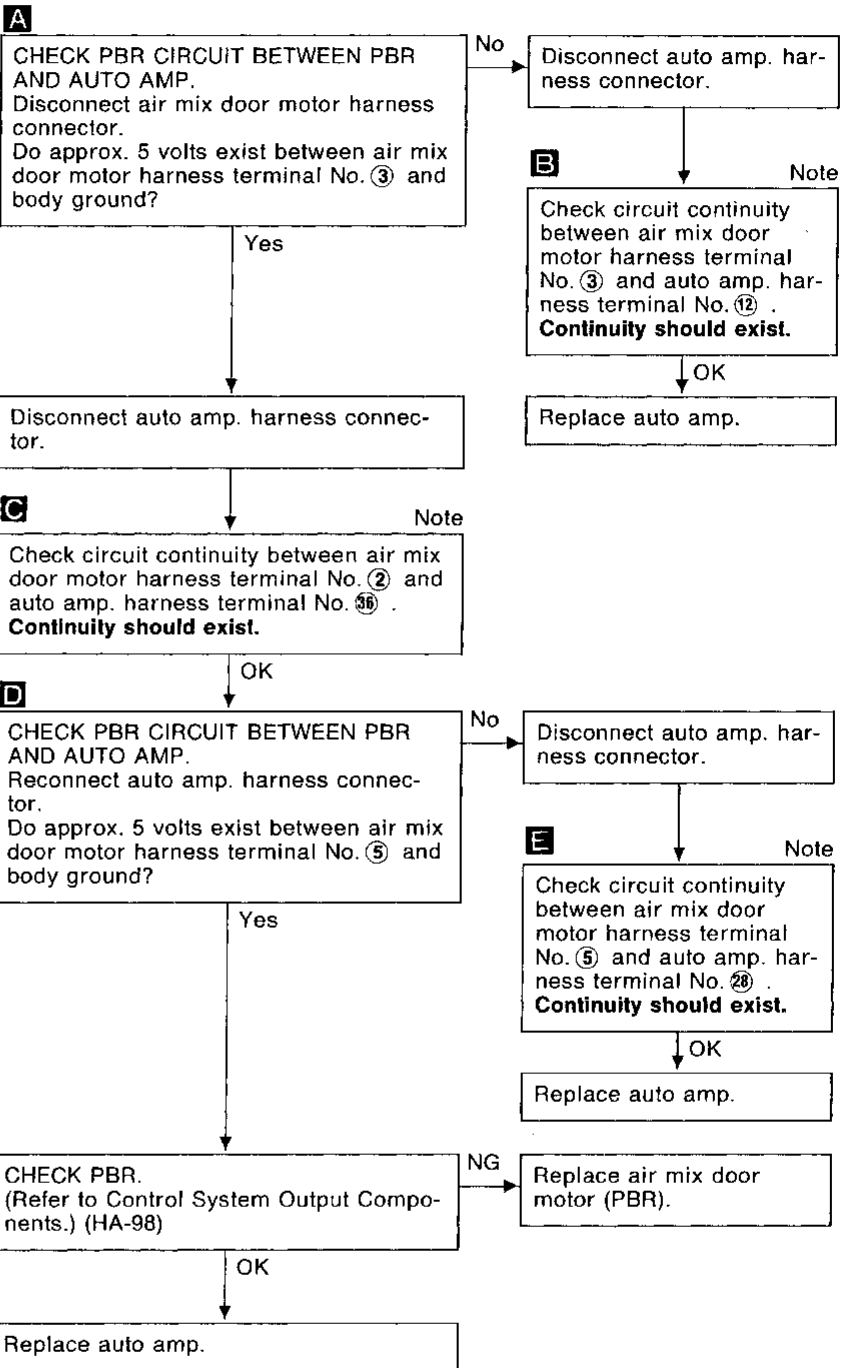 A
CHECK PBR CIRCUIT BETWEEN PBR
AND AUTO AMP.
Disconnect air mix door motor harness
connector.
Do approx. 5 volts exist between air mix
door motor harness terminal No. ③ and
body ground?
No
Disconnect auto amp. har-
ness connector.
B
Note
Check circuit continuity
between air mix door
motor harness terminal
No. ③ and auto amp. har-
ness terminal No. ⑫ .
Continuity should exist.
OK
Replace auto amp.
Yes
Disconnect auto amp. harness connec-
tor.
C
Note
Check circuit continuity between air mix
door motor harness terminal No. ② and
auto amp. harness terminal No. ㊱ .
Continuity should exist.
OK
D
CHECK PBR CIRCUIT BETWEEN PBR
AND AUTO AMP.
Reconnect auto amp. harness connec-
tor.
Do approx. 5 volts exist between air mix
door motor harness terminal No. ⑤ and
body ground?
No
Disconnect auto amp. har-
ness connector.
E
Note
Check circuit continuity
between air mix door
motor harness terminal
No. ⑤ and auto amp. har-
ness terminal No. ㉘ .
Continuity should exist.
OK
Replace auto amp.
Yes
CHECK PBR.
(Refer to Control System Output Compo-
nents.) (HA-98)
NG
Replace air mix door
motor (PBR).
OK
Replace auto amp.